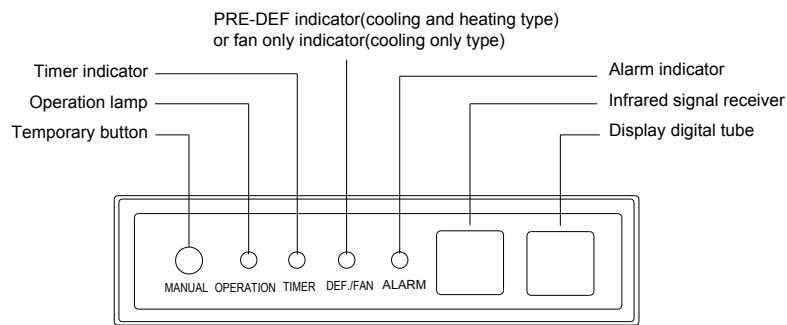 PRE-DEF indicator(cooling and heating type)
or fan only indicator(cooling only type)
Timer indicator
Alarm indicator
Operation lamp
Infrared signal receiver
Temporary button
Display digital tube
MANUAL OPERATION TIMER DEF./FAN ALARM